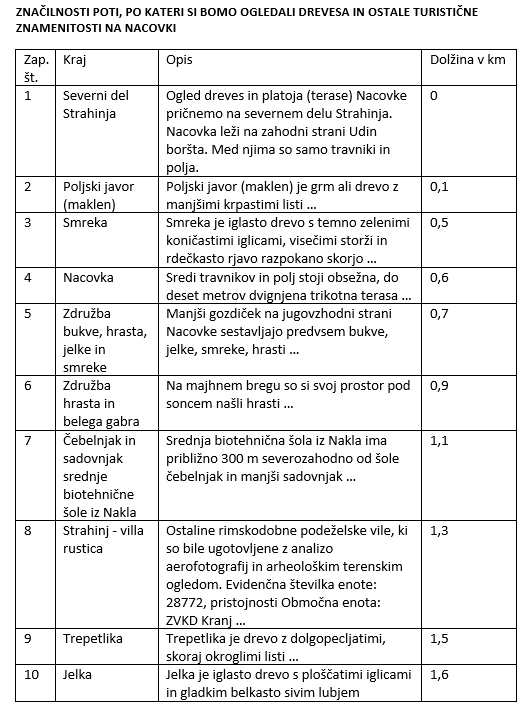 ZNAČILNOSTI POTI, PO KATERI SI BOMO OGLEDALI DREVESA IN OSTALE TURISTIČNE
ZNAMENITOSTI NA NACOVKI
Zap. št. Kraj Opis Dolžina v km
1 Severni del Strahinja Ogled dreves in platoja (terase) Nacovke
pričnemo na severnem delu Strahinja.
Nacovka leži na zahodni strani Udin
boršta. Med njima so samo travniki in
polja. 0
2 Poljski javor (maklen) Poljski javor (maklen) je grm ali drevo z
manjšimi krpastimi listi … 0,1
3 Smreka Smreka je iglasto drevo s temno zelenimi
koničastimi iglicami, visečimi storži in
rdečkasto rjavo razpokano skorjo … 0,5
4 Nacovka Sredi travnikov in polj stoji obsežna, do
deset metrov dvignjena trikotna terasa … 0,6
5 Združba bukve, hrasta, jelke in smreke Manjši gozdiček na jugovzhodni strani
Nacovke sestavljajo predvsem bukve,
jelke, smreke, hrasti … 0,7
6 Združba hrasta in belega gabra Na majhnem bregu so si svoj prostor pod
soncem našli hrasti … 0,9
7 Čebelnjak in sadovnjak srednje biotehnične šole iz Nakla Srednja biotehnična šola iz Nakla ima
približno 300 m severozahodno od šole
čebelnjak in manjši sadovnjak … 1,1
8 Strahinj - villa rustica Ostaline rimskodobne podeželske vile, ki
so bile ugotovljene z analizo
aerofotografij in arheološkim terenskim
ogledom. Evidenčna številka enote:
28772, pristojnosti Območna enota:
ZVKD Kranj … 1,3
9 Trepetlika Trepetlika je drevo z dolgopecljatimi,
skoraj okroglimi listi … 1,5
10 Jelka Jelka je iglasto drevo s ploščatimi iglicami
in gladkim belkasto sivim lubjem 1,6